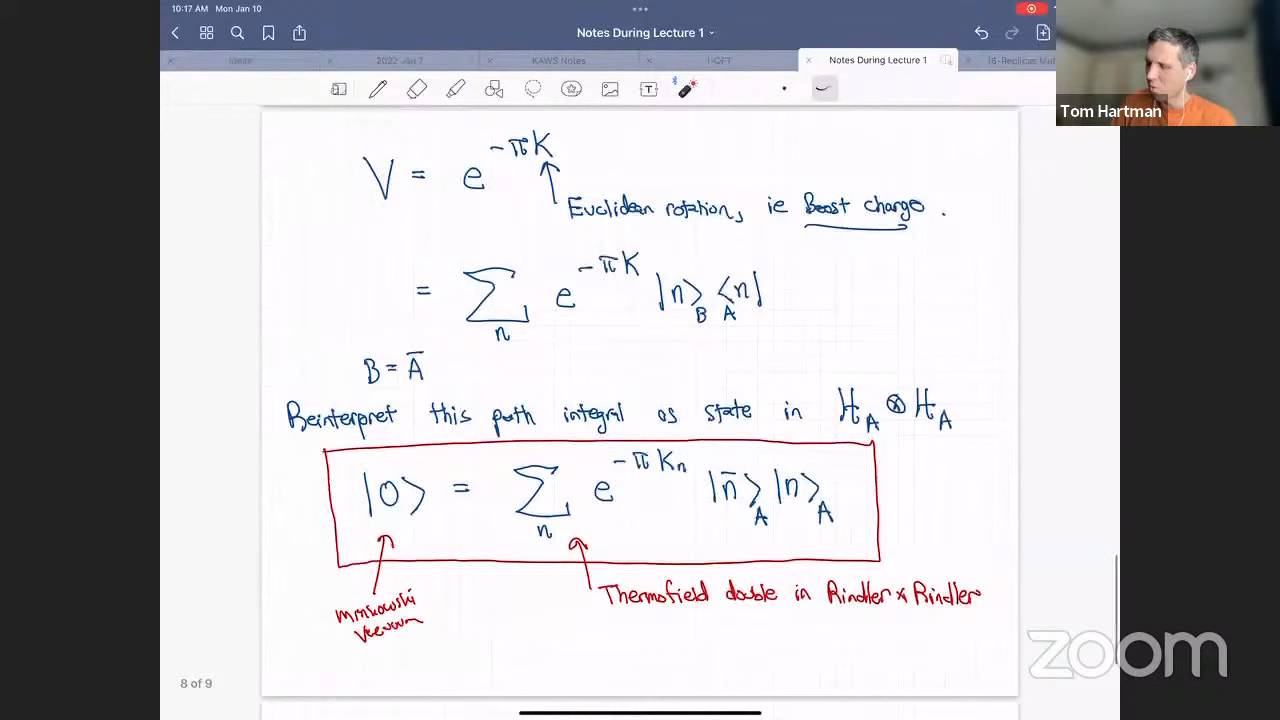 10:17 AM Mon Jan 10
Notes During Lecture 1
Ideas 2022 Jan 7 KAWS Notes I-QFT Notes During Lecture 1 16-Replicas
Tom Hartman
V = e^{-πK}
Euclidean rotation, ie Boost charge.
= Σ_n e^{-πK} |n>_B <n|_A
B = Ā
Reinterpret this path integral as state in H_A ⊗ H_A
|0> = Σ_n e^{-πK_n} |n̄>_A |n>_A
Thermofield double in Rindler x Rindler
Minkowski
Vacuum
8 of 9
zoom